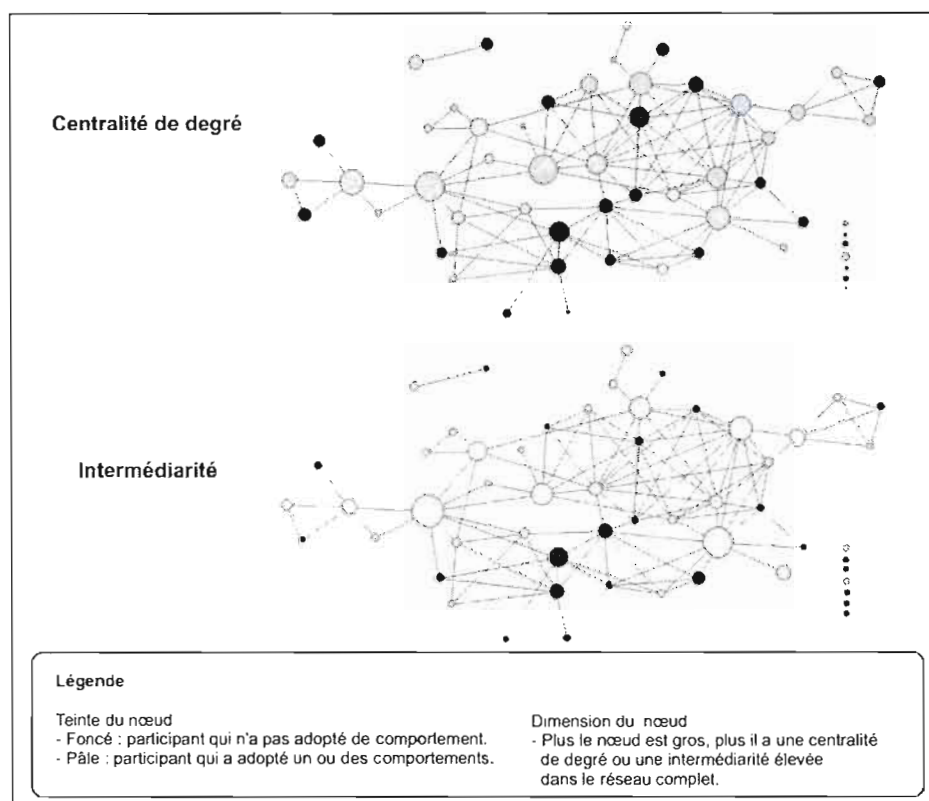 Centralité de degré
Intermédiarité
Légende
Teinte du nœud
- Foncé : participant qui n'a pas adopté de comportement.
- Pâle : participant qui a adopté un ou des comportements.
Dimension du nœud
- Plus le nœud est gros, plus il a une centralité
de degré ou une intermédiarité élevée
dans le réseau complet.